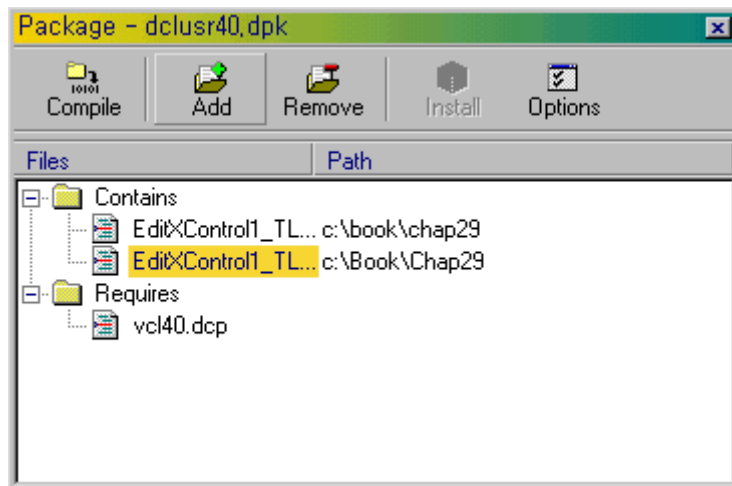 Package - dclusr40.dpk
Compile Add Remove Install Options
Files Path
Contains
EditXControl1_TL... c:\book\chap29
EditXControl1_TL... c:\Book\Chap29
Requires
vcl40.dcp